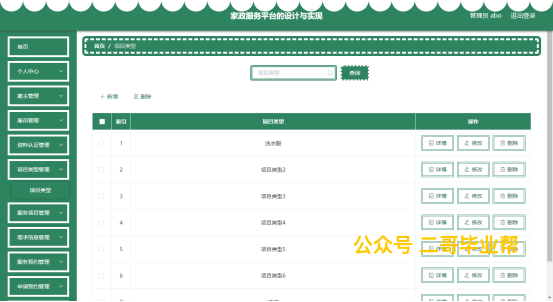 家政服务平台的设计与实现
管理员 abo 退出登录
首页
个人中心
雇主管理
雇员管理
资料认证管理
项目类型管理
项目类型
服务项目管理
需求信息管理
服务预约管理
申请预约管理
首页 / 项目类型
项目类型 查询
+ 新增 删除
索引 项目类型 操作
1 洗衣服 详情 修改 删除
2 项目类型2 详情 修改 删除
3 项目类型3 详情 修改 删除
4 项目类型4 详情 修改 删除
5 项目类型5 详情 修改 删除
6 项目类型6 详情 修改 删除
公众号 二哥毕业帮